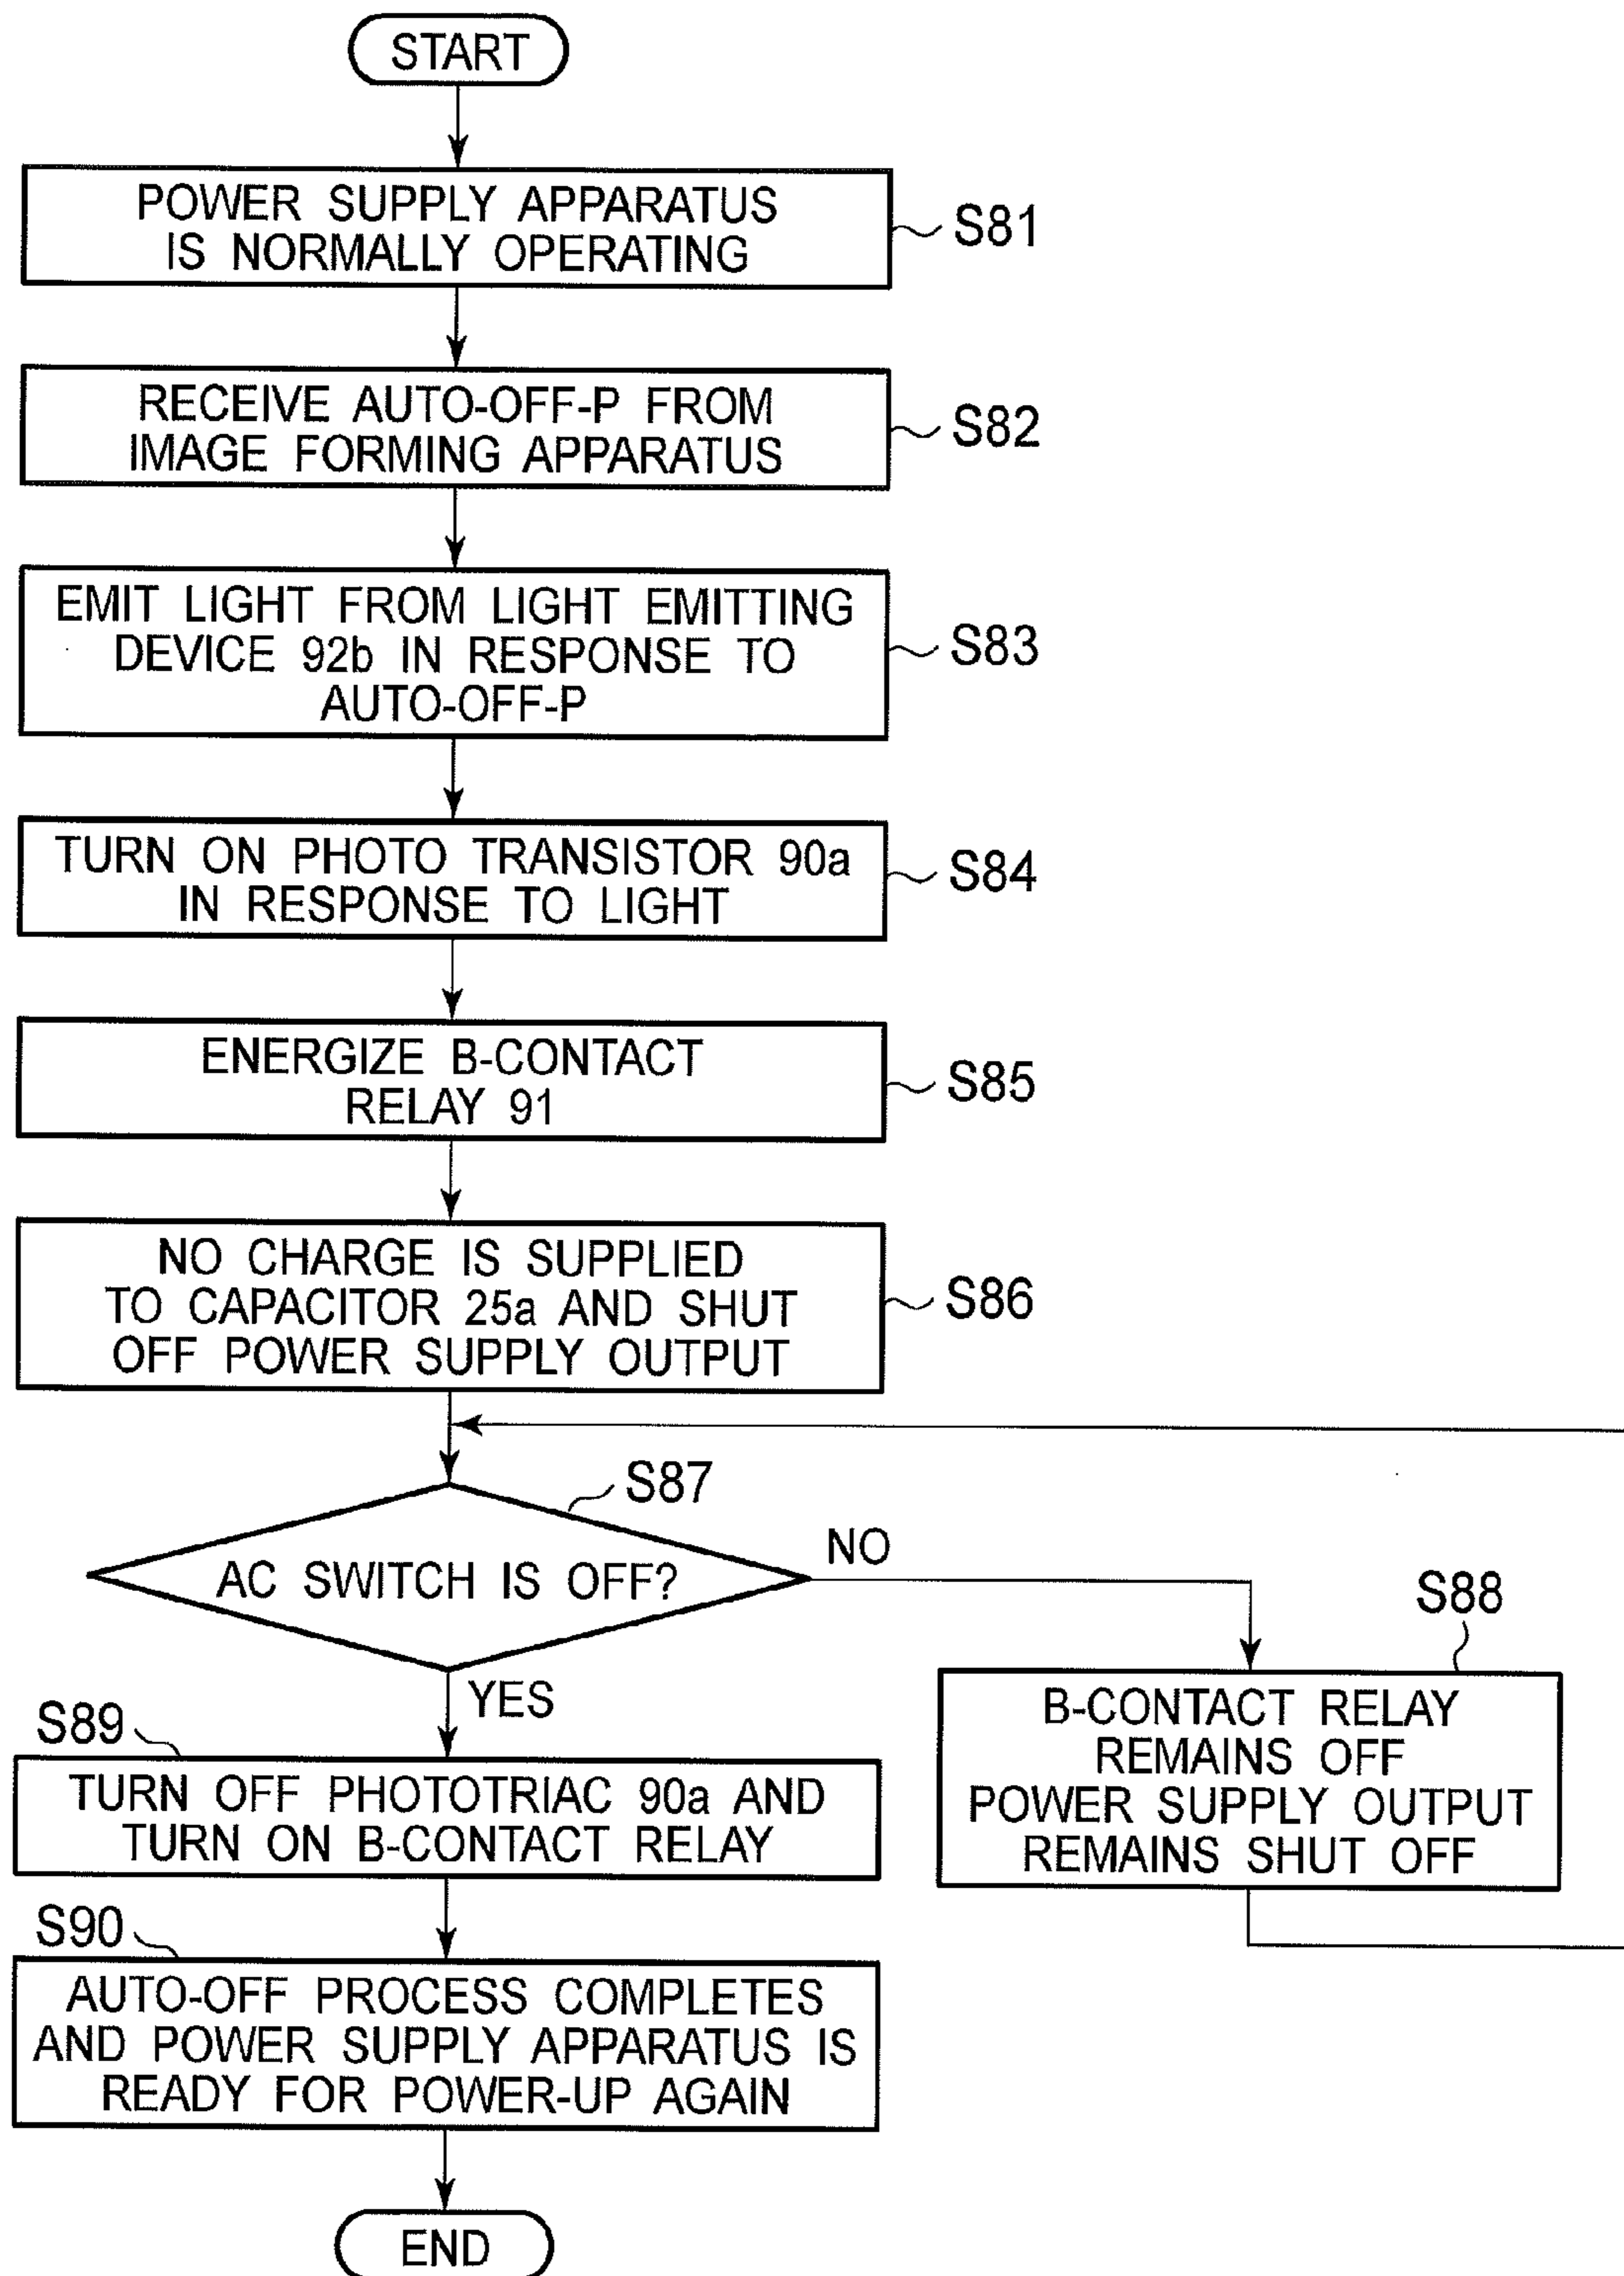 START
POWER SUPPLY APPARATUS
IS NORMALLY OPERATING
S81
RECEIVE AUTO-OFF-P FROM
IMAGE FORMING APPARATUS
S82
EMIT LIGHT FROM LIGHT EMITTING
DEVICE 92b IN RESPONSE TO
AUTO-OFF-P
S83
TURN ON PHOTO TRANSISTOR 90a
IN RESPONSE TO LIGHT
S84
ENERGIZE B-CONTACT
RELAY 91
S85
NO CHARGE IS SUPPLIED
TO CAPACITOR 25a AND SHUT
OFF POWER SUPPLY OUTPUT
S86
S87
AC SWITCH IS OFF?
NO
YES
S88
B-CONTACT RELAY
REMAINS OFF
POWER SUPPLY OUTPUT
REMAINS SHUT OFF
S89
TURN OFF PHOTOTRIAC 90a AND
TURN ON B-CONTACT RELAY
S90
AUTO-OFF PROCESS COMPLETES
AND POWER SUPPLY APPARATUS IS
READY FOR POWER-UP AGAIN
END